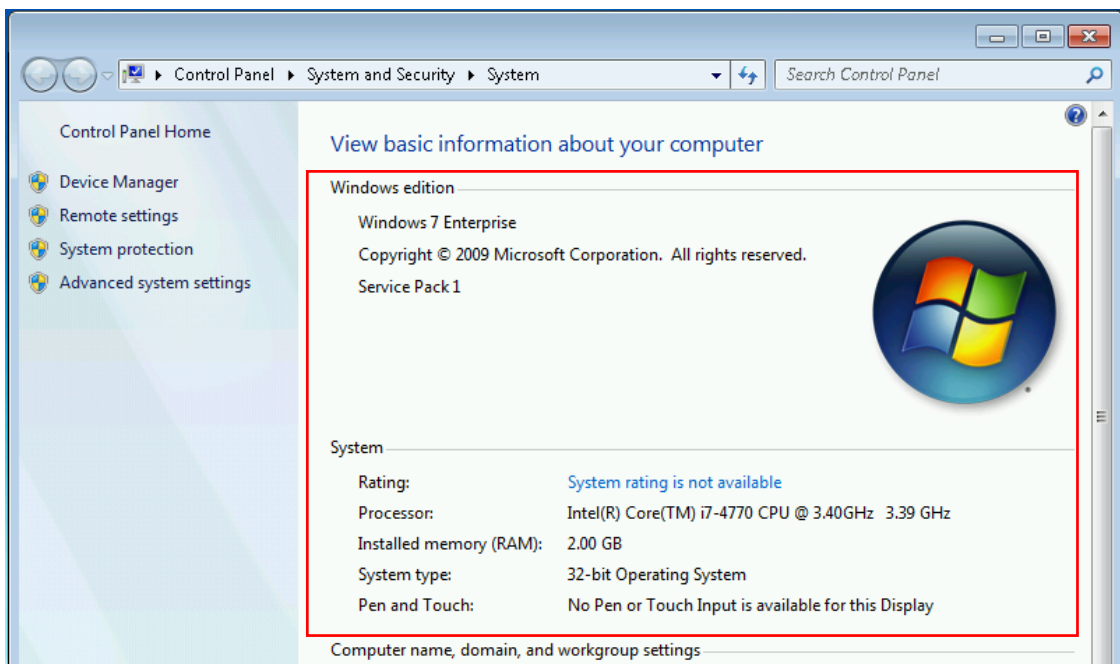 Control Panel ▸ System and Security ▸ System
Search Control Panel
Control Panel Home
Device Manager
Remote settings
System protection
Advanced system settings
View basic information about your computer
Windows edition
Windows 7 Enterprise
Copyright © 2009 Microsoft Corporation. All rights reserved.
Service Pack 1
System
Rating: System rating is not available
Processor: Intel(R) Core(TM) i7-4770 CPU @ 3.40GHz 3.39 GHz
Installed memory (RAM): 2.00 GB
System type: 32-bit Operating System
Pen and Touch: No Pen or Touch Input is available for this Display
Computer name, domain, and workgroup settings